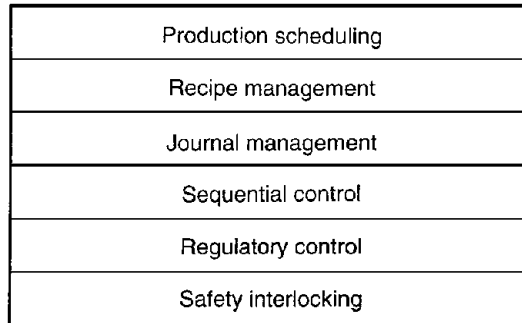 Production scheduling
Recipe management
Journal management
Sequential control
Regulatory control
Safety interlocking